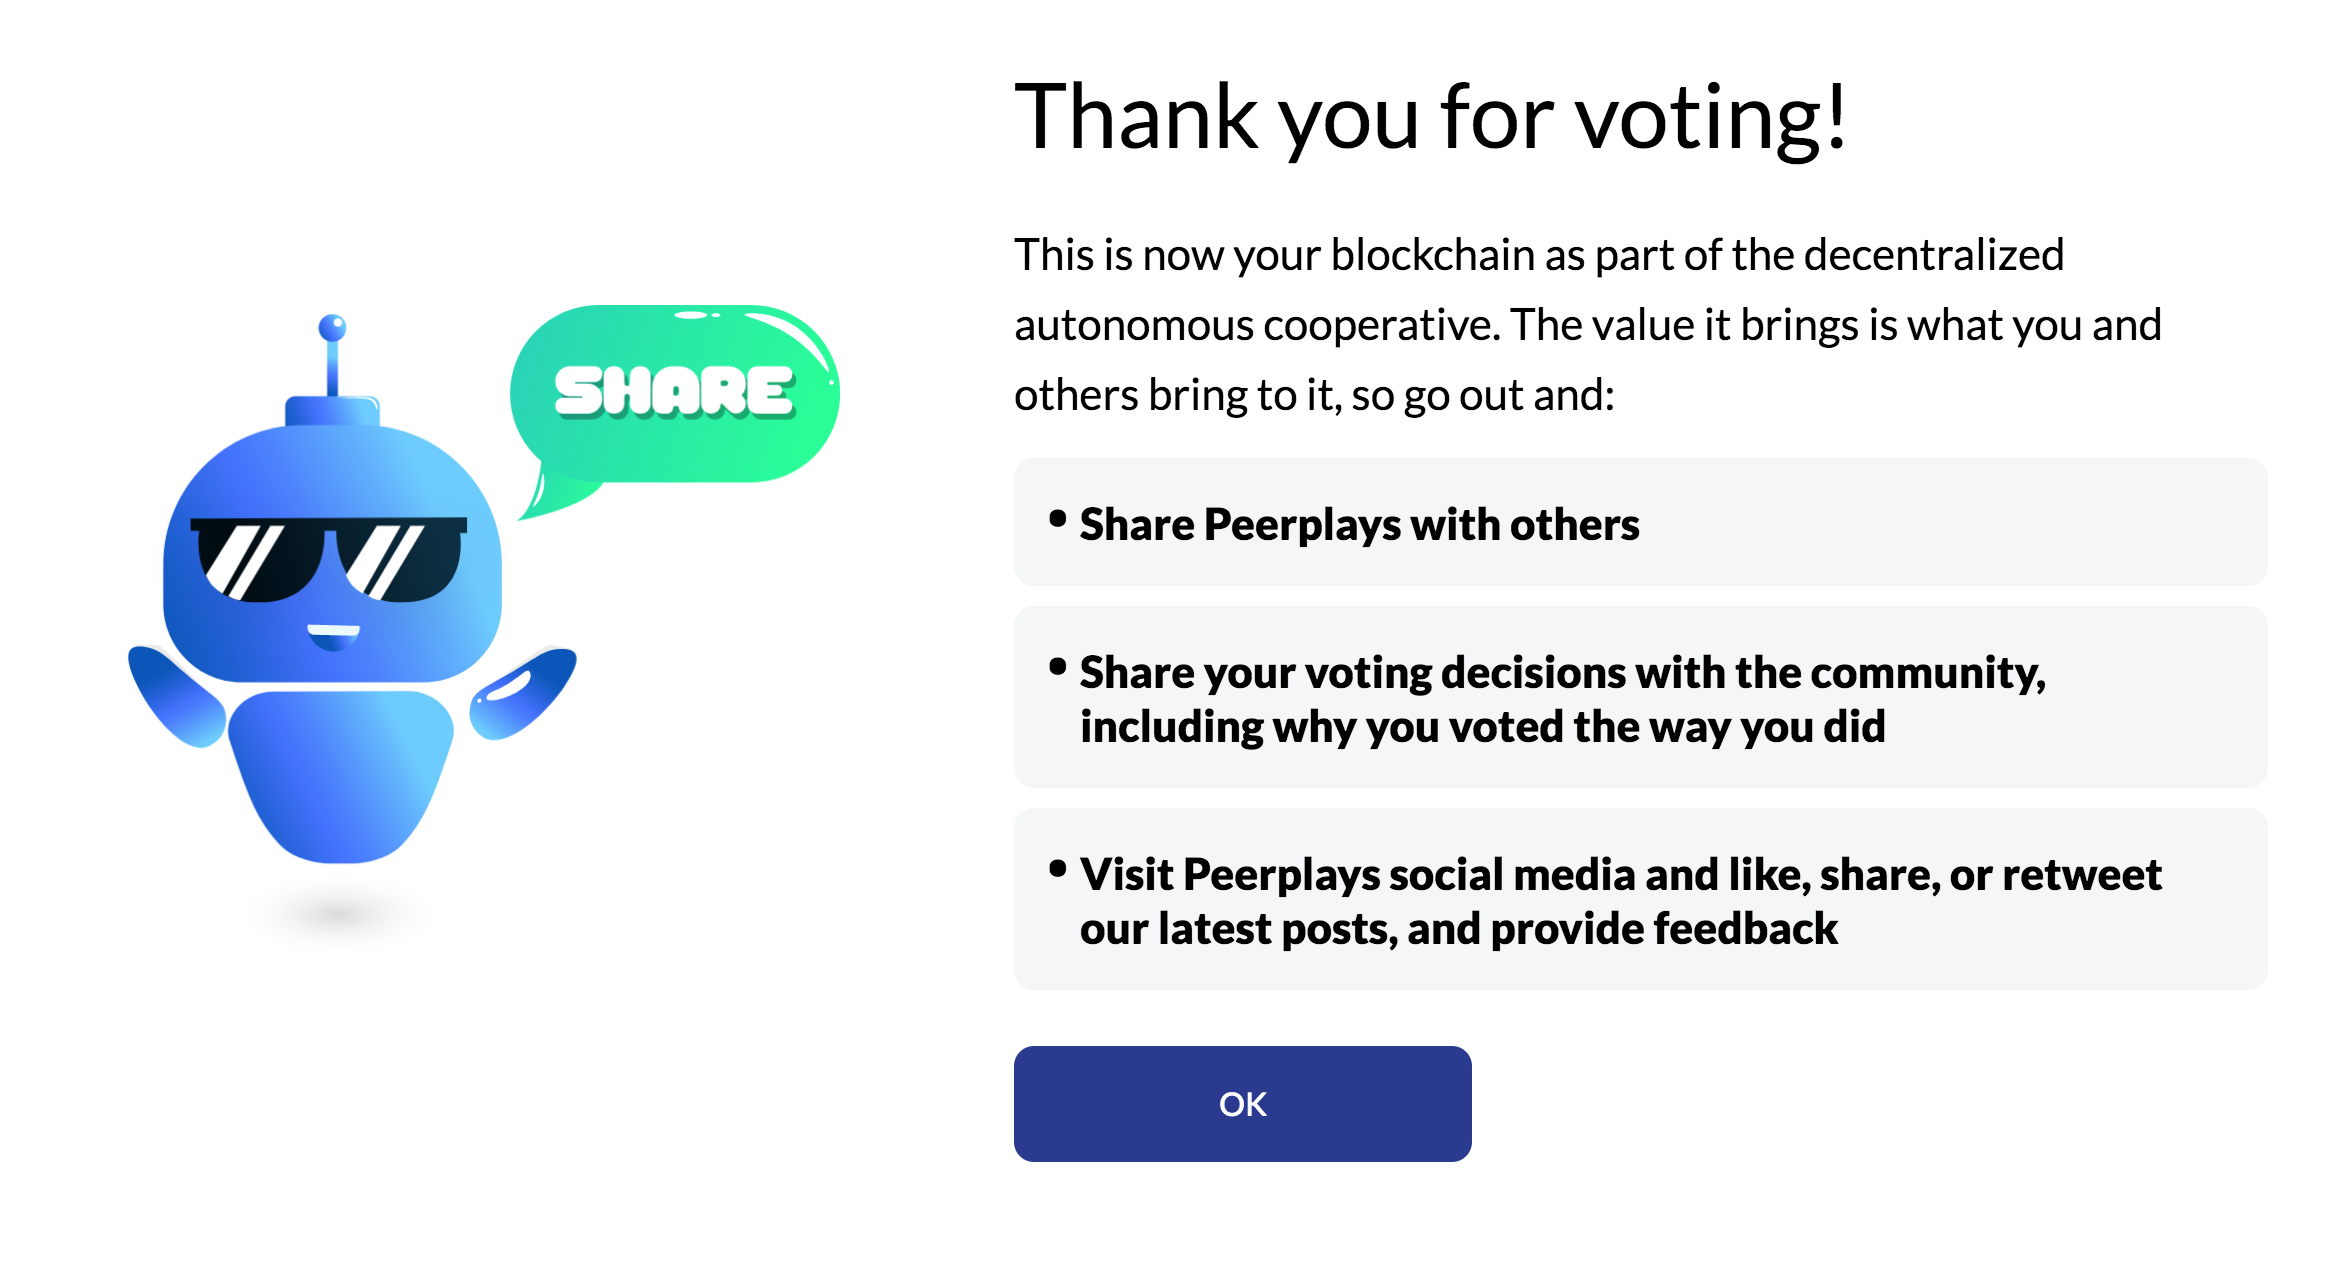 Thank you for voting!
This is now your blockchain as part of the decentralized
autonomous cooperative. The value it brings is what you and
others bring to it, so go out and:
SHARE
• Share Peerplays with others
• Share your voting decisions with the community,
including why you voted the way you did
• Visit Peerplays social media and like, share, or retweet
our latest posts, and provide feedback
OK